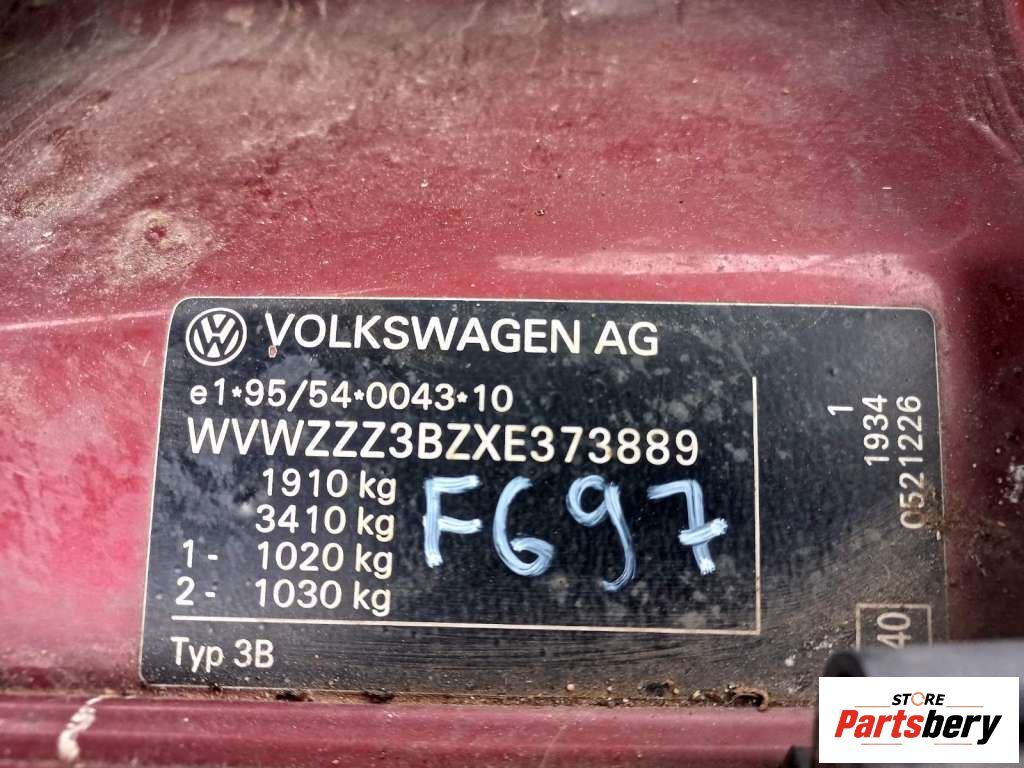 VOLKSWAGEN AG
e1*95/54*0043*10
WVWZZZ3BZXE373889
1910 kg
3410 kg
1- 1020 kg
2- 1030 kg
F697
Typ 3B
1
1934
0521226
40
STORE
Partsbery